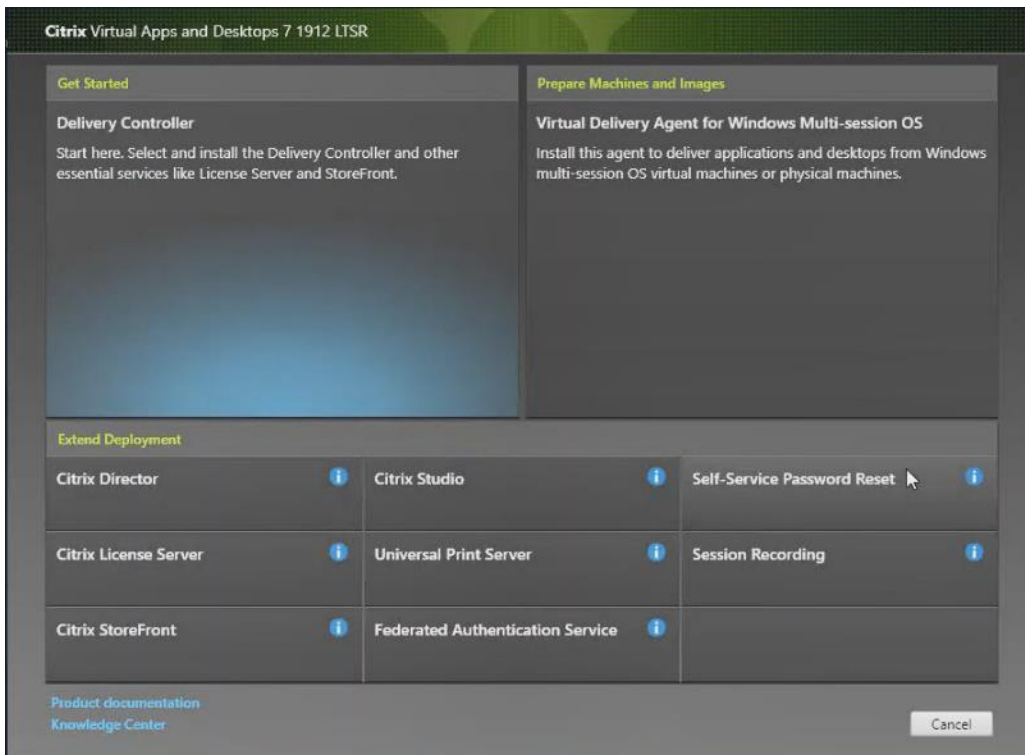 Citrix Virtual Apps and Desktops 7 1912 LTSR
Get Started
Delivery Controller
Start here. Select and install the Delivery Controller and other
essential services like License Server and StoreFront.
Prepare Machines and Images
Virtual Delivery Agent for Windows Multi-session OS
Install this agent to deliver applications and desktops from Windows
multi-session OS virtual machines or physical machines.
Extend Deployment
Citrix Director
Citrix Studio
Self-Service Password Reset
Citrix License Server
Universal Print Server
Session Recording
Citrix StoreFront
Federated Authentication Service
Product documentation
Knowledge Center
Cancel